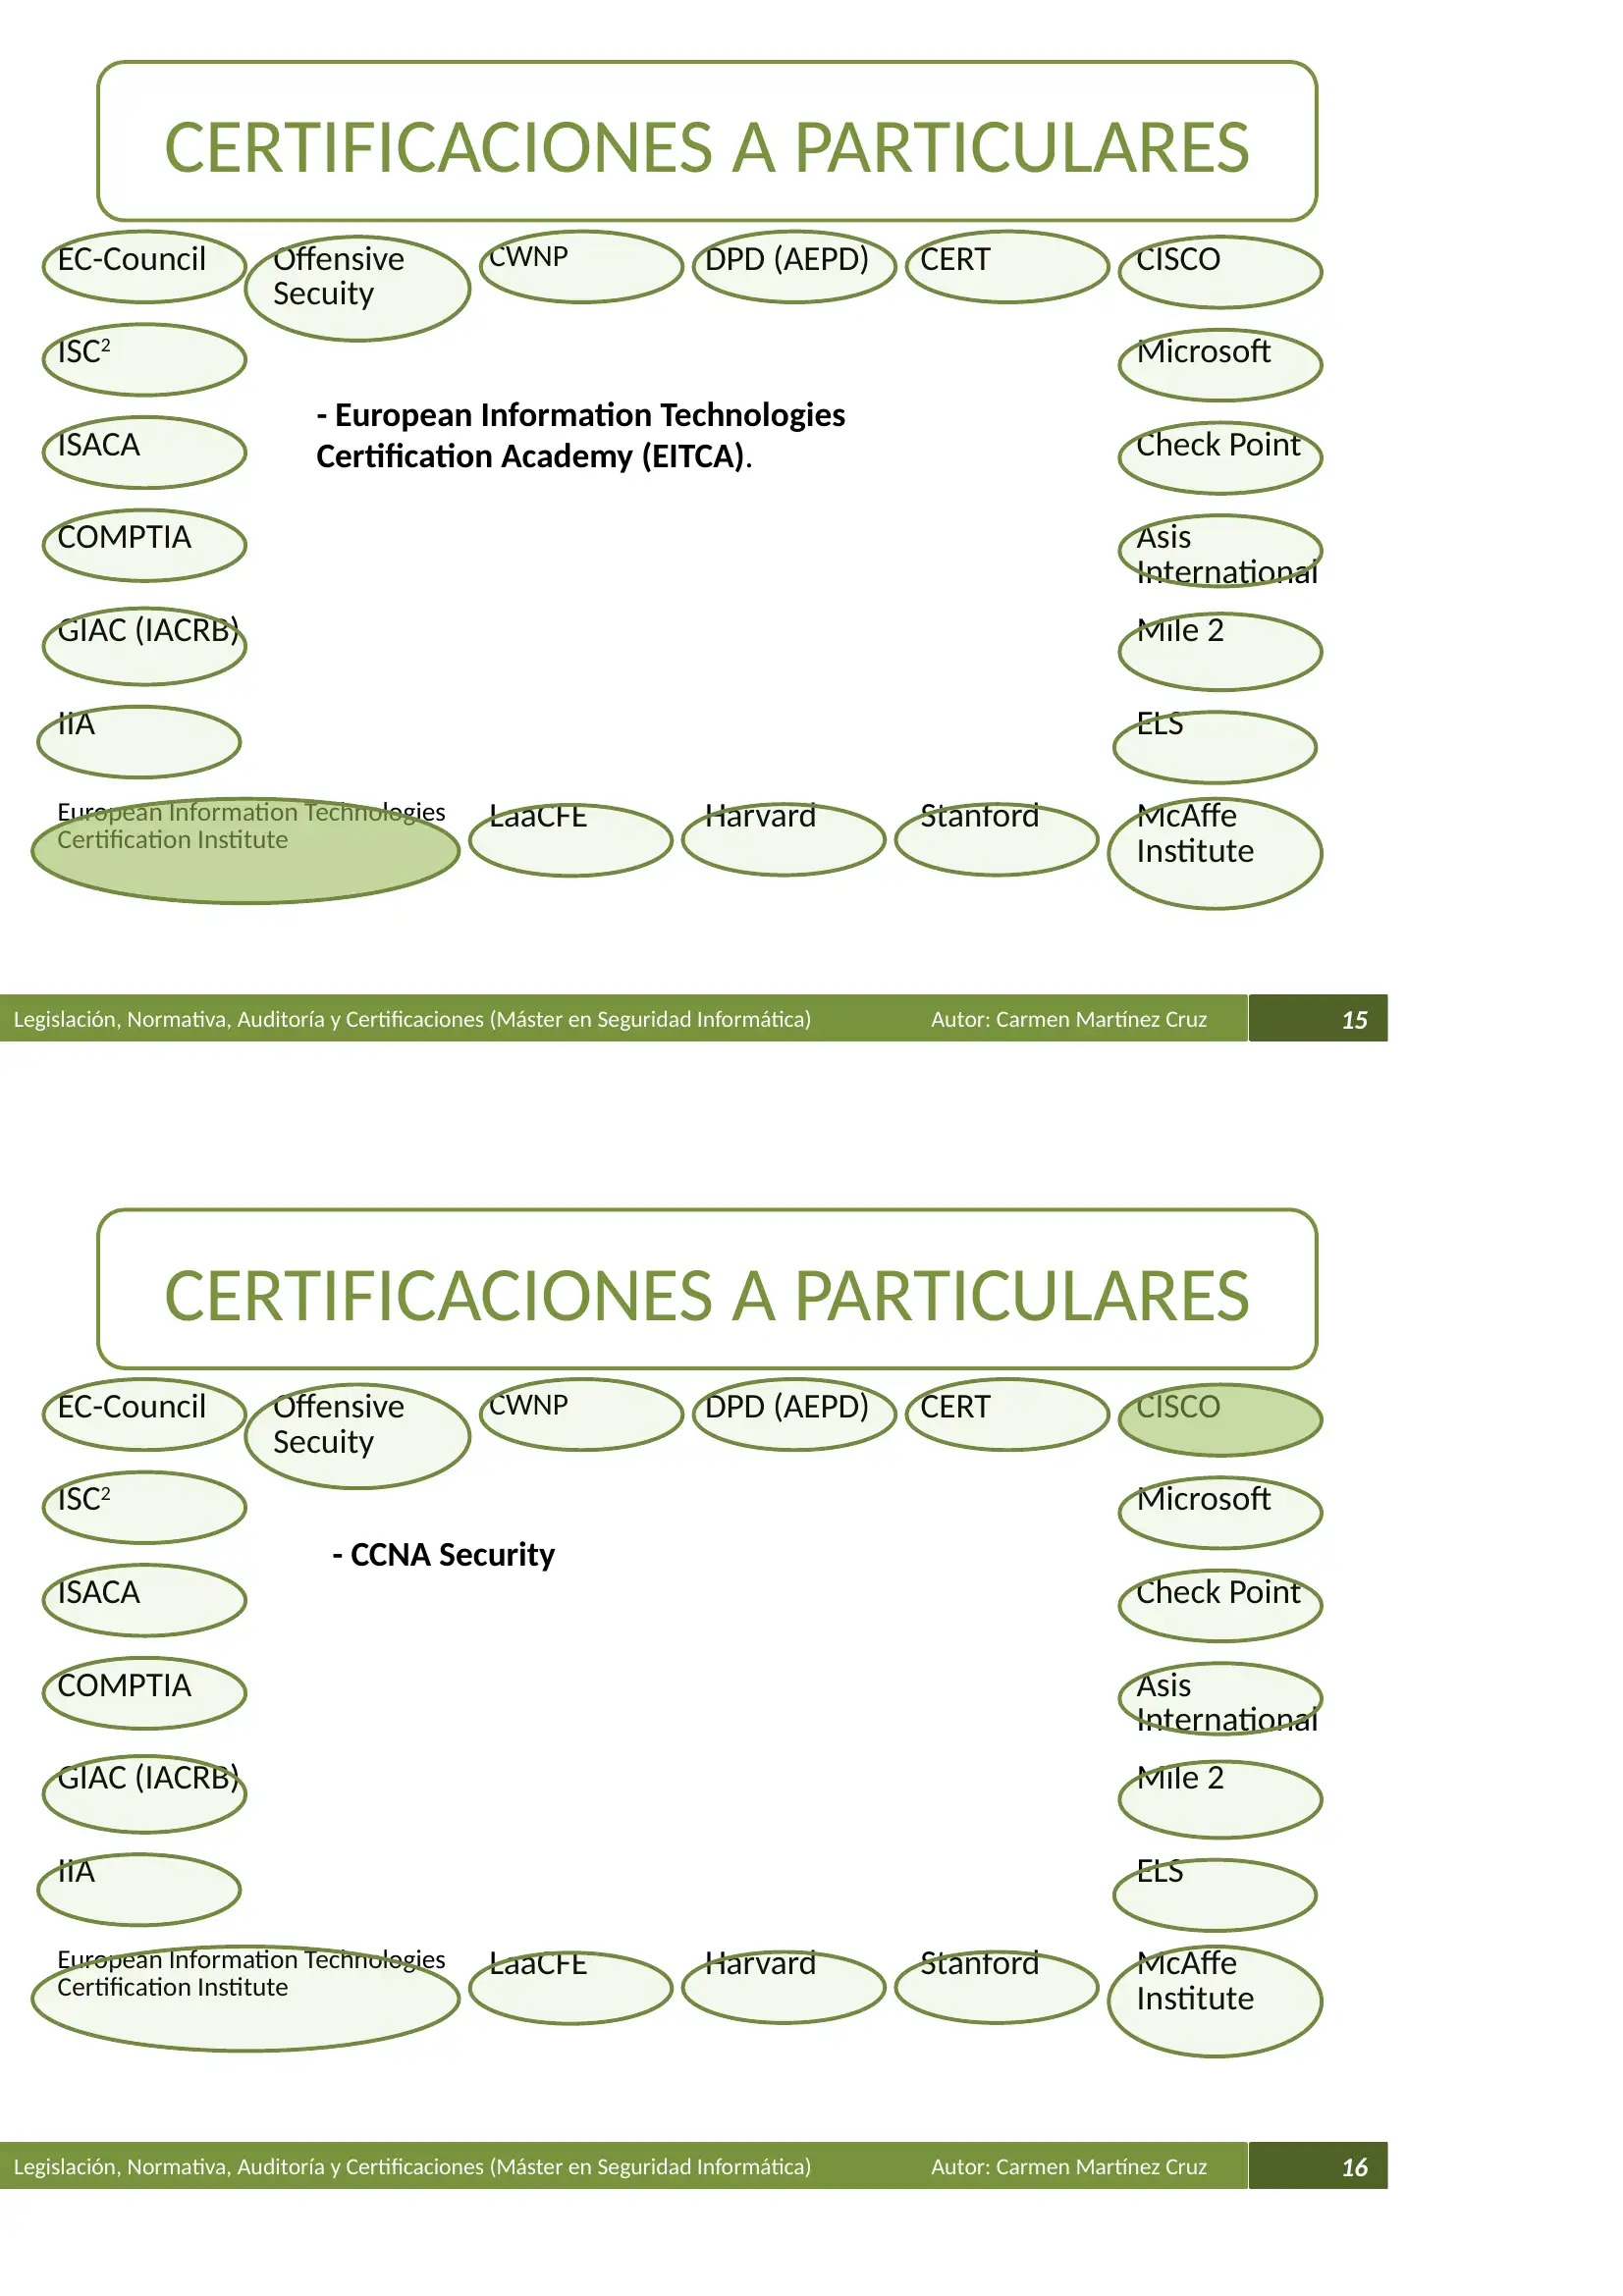 CERTIFICACIONES A PARTICULARES
EC-Council
Offensive
Secuity
CWNP
DPD (AEPD)
CERT
CISCO
ISC²
Microsoft
- European Information Technologies
Certification Academy (EITCA).
ISACA
Check Point
COMPTIA
Asis
International
GIAC (IACRB)
Mile 2
IIA
ELS
European Information Technologies
Certification Institute
LaaCFE
Harvard
Stanford
McAffe
Institute
Legislación, Normativa, Auditoría y Certificaciones (Máster en Seguridad Informática)
Autor: Carmen Martínez Cruz
15
CERTIFICACIONES A PARTICULARES
EC-Council
Offensive
Secuity
CWNP
DPD (AEPD)
CERT
CISCO
ISC²
Microsoft
- CCNA Security
ISACA
Check Point
COMPTIA
Asis
International
GIAC (IACRB)
Mile 2
IIA
ELS
European Information Technologies
Certification Institute
LaaCFE
Harvard
Stanford
McAffe
Institute
Legislación, Normativa, Auditoría y Certificaciones (Máster en Seguridad Informática)
Autor: Carmen Martínez Cruz
16